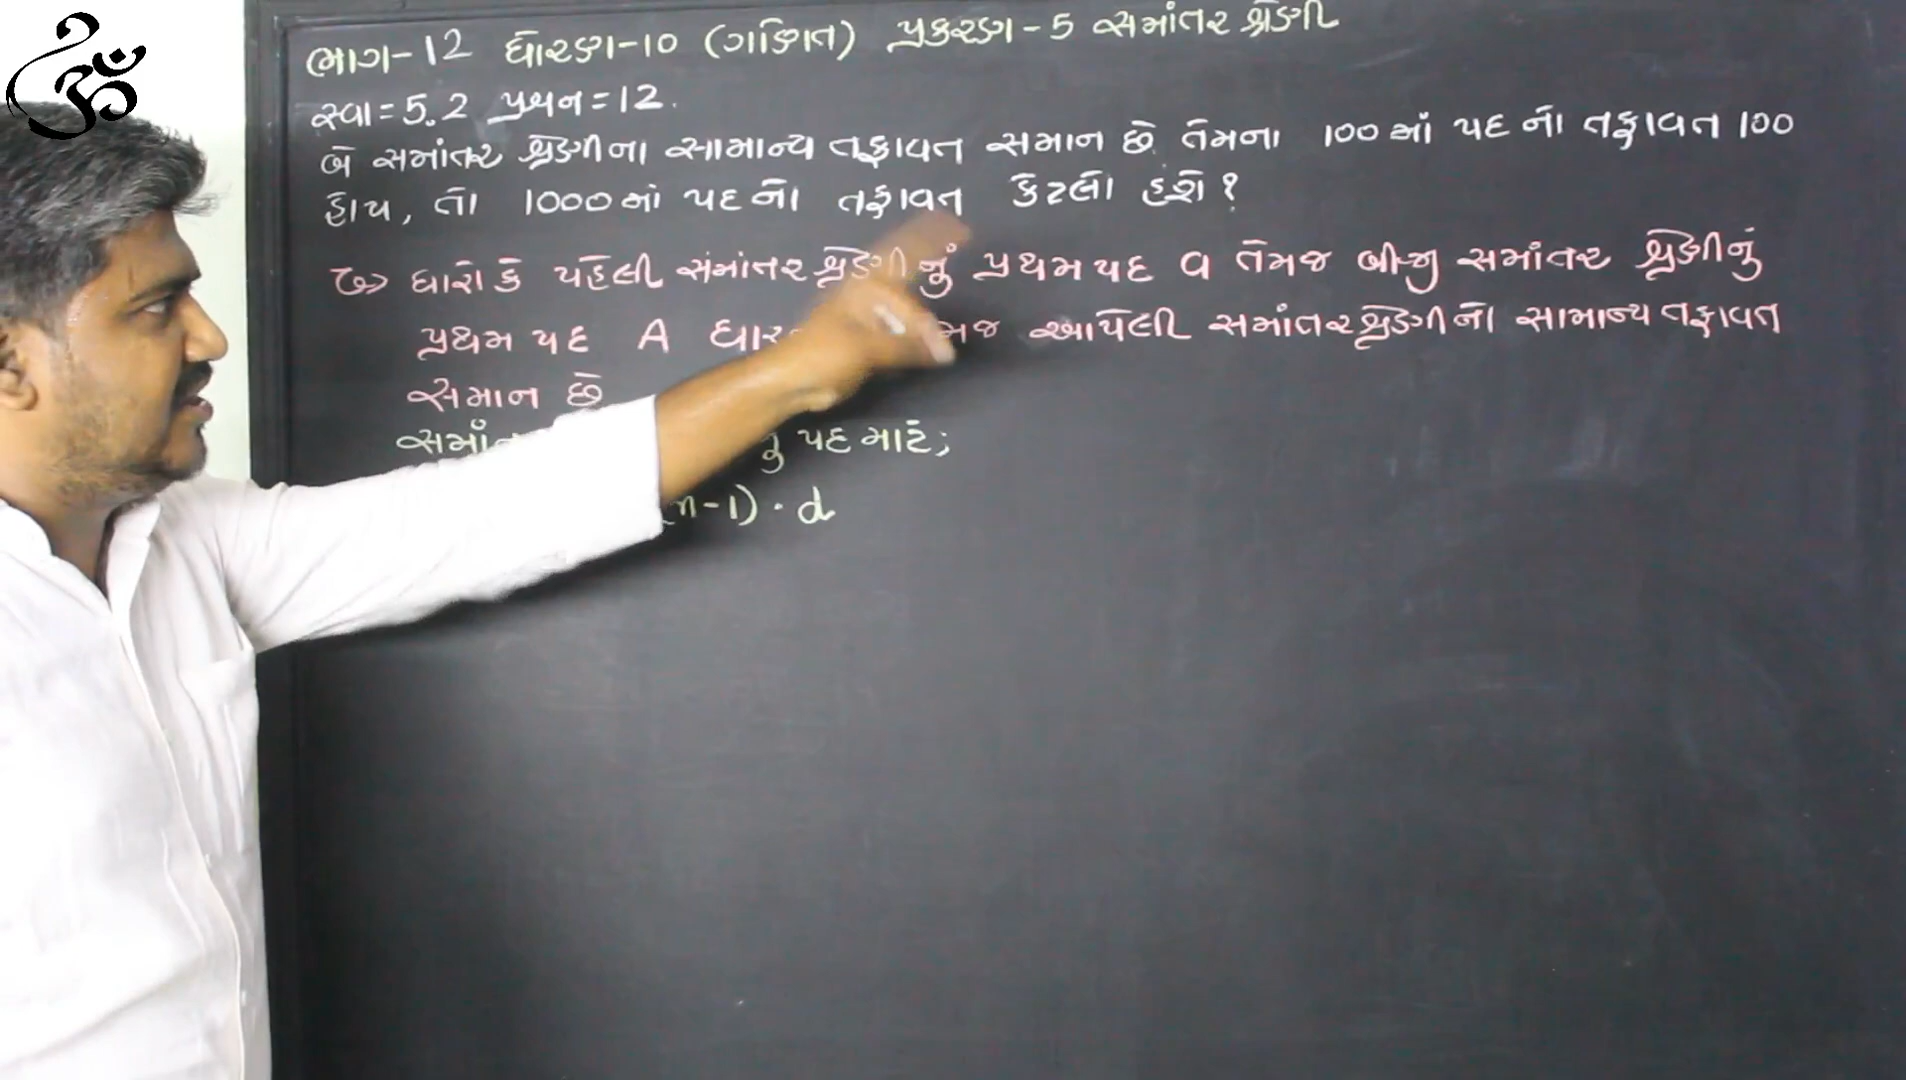 ૐ
ભાગ-12 ધોરણ-10 (ગણિત) પ્રકરણ-5 સમાંતર શ્રેણી
સ્વા=5.2 પ્રશ્ન=12.
બે સમાંતર શ્રેણીના સામાન્ય તફાવત સમાન છે તેમના 100 માં પદ નો તફાવત 100
હોય, તો 1000 માં પદ નો તફાવત કેટલો હશે?
જ→ ધારો કે પહેલી સમાંતર શ્રેણીનું પ્રથમ પદ a તેમજ બીજી સમાંતર શ્રેણીનું
પ્રથમ પદ A આપેલી સમાંતર શ્રેણીનો સામાન્ય તફાવત
સમાન છે
પદ માટે;
(n-1) · d